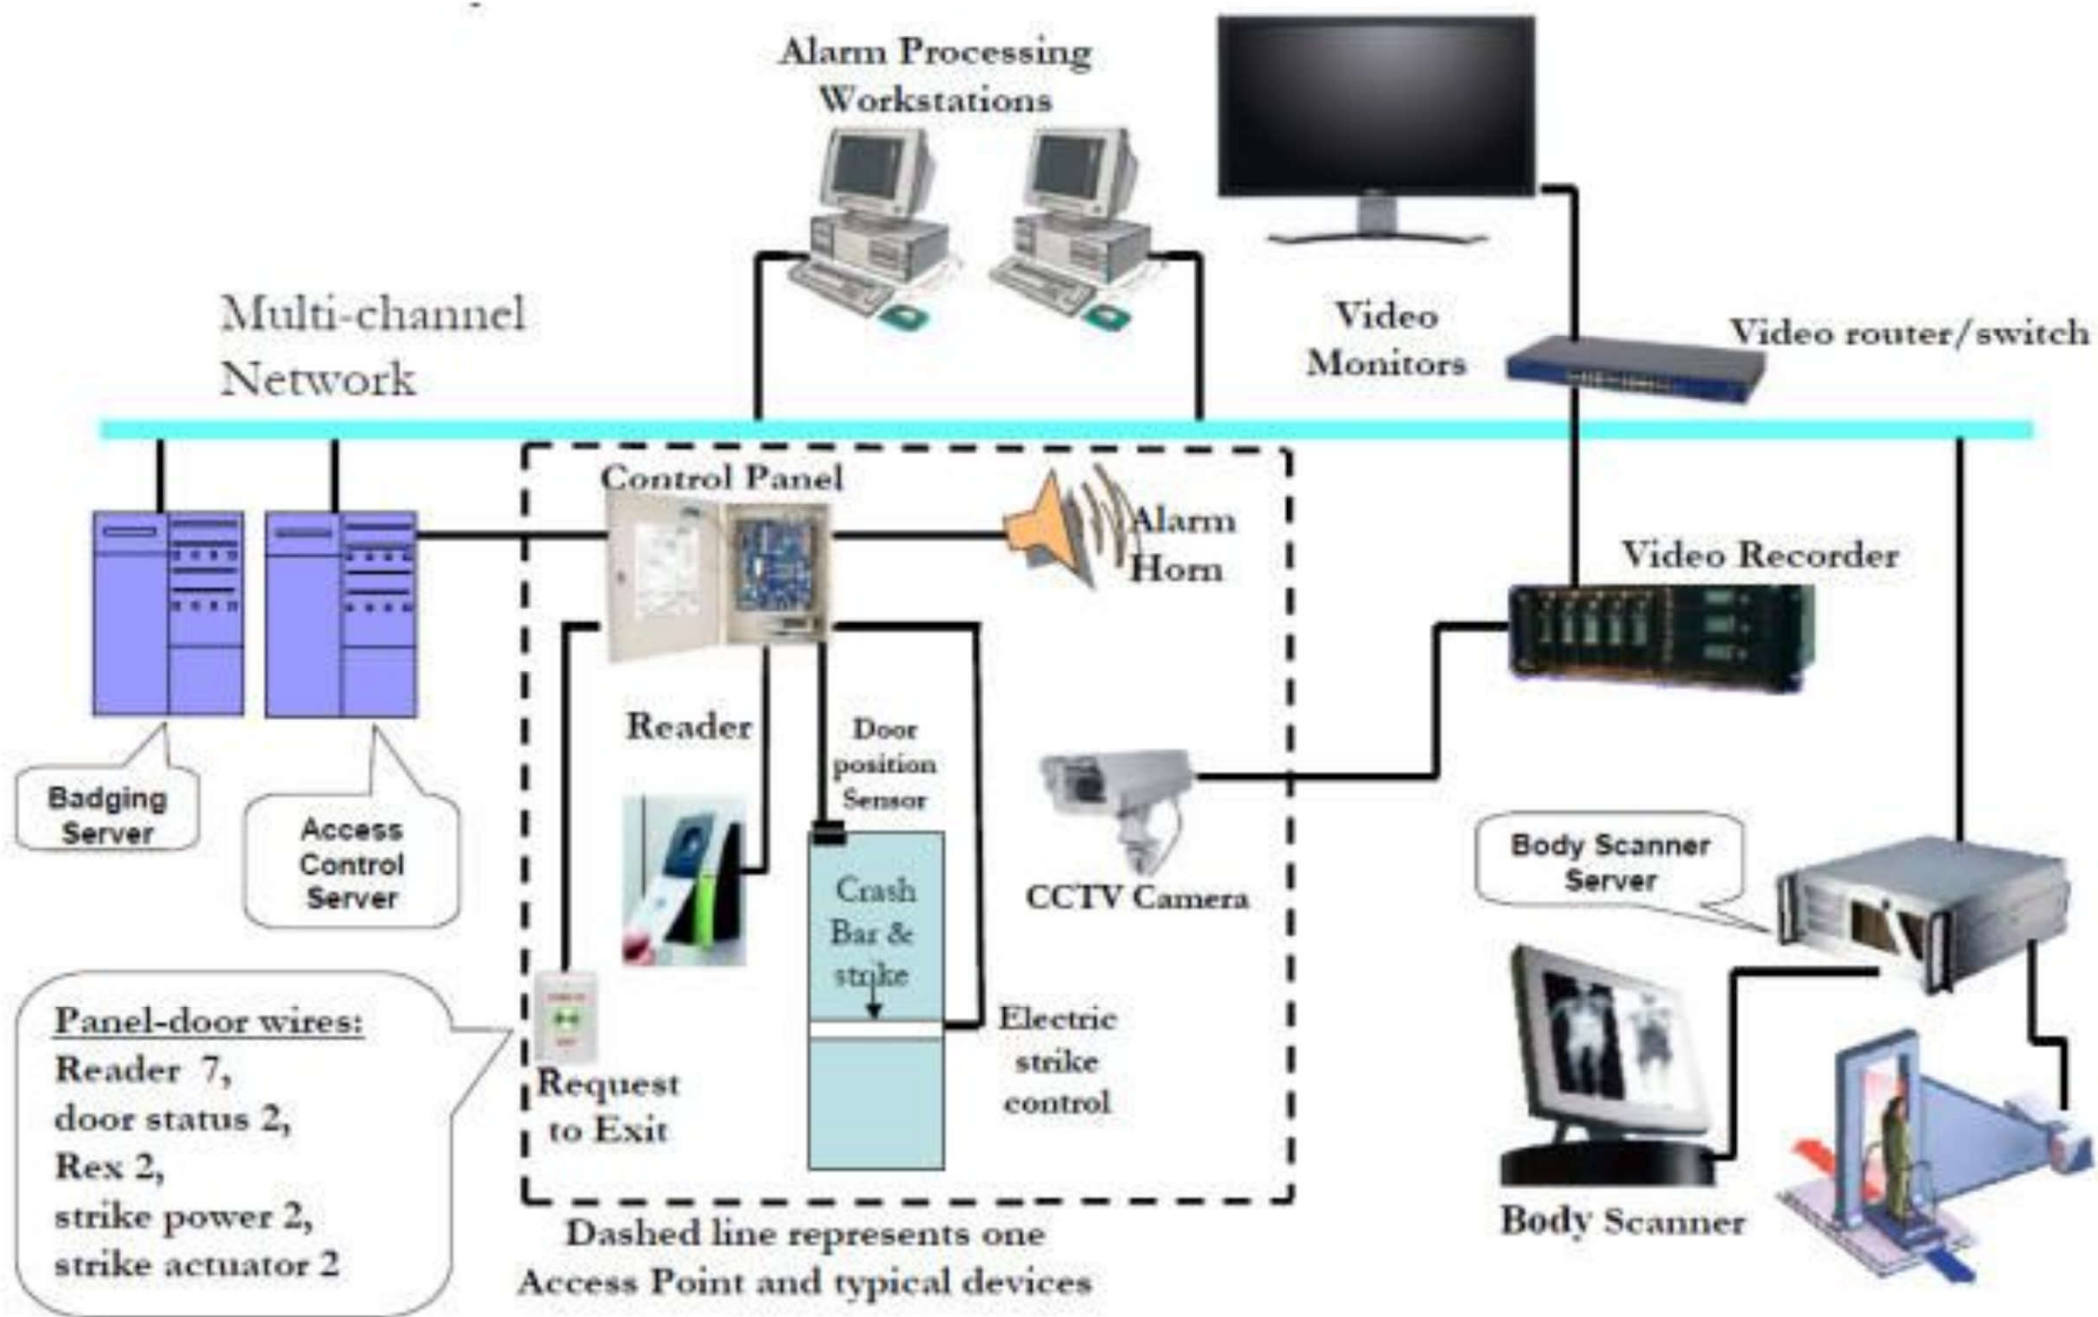 Alarm Processing
Workstations
Multi-channel
Network
Video
Monitors
Video router/switch
Control Panel
Alarm
Horn
Video Recorder
Reader
Door
position
Sensor
Badging
Server
Access
Control
Server
Crash
Bar &
strike
CCTV Camera
Body Scanner
Server
Panel-door wires:
Reader 7,
door status 2,
Rex 2,
strike power 2,
strike actuator 2
Request
to Exit
Electric
strike
control
Body Scanner
Dashed line represents one
Access Point and typical devices